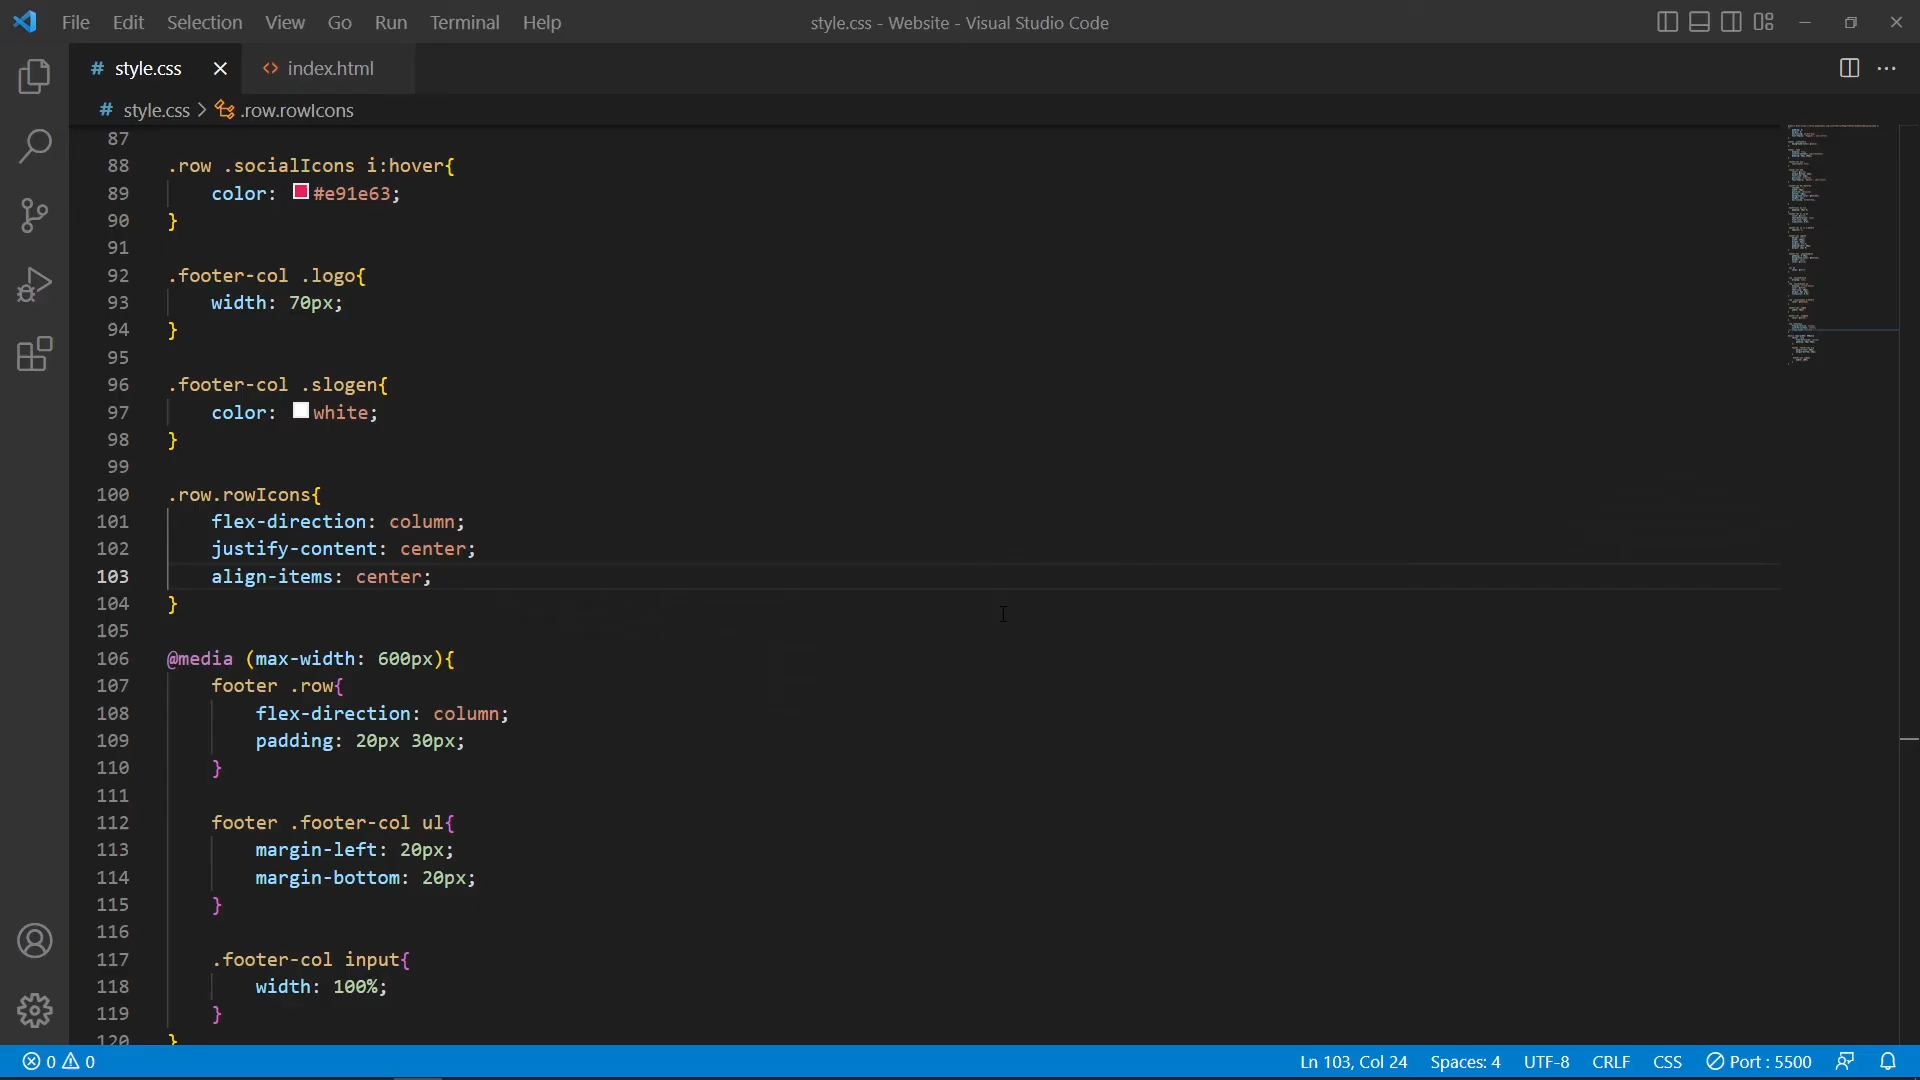 File Edit Selection View Go Run Terminal Help style.css - Website - Visual Studio Code
# style.css <> index.html
# style.css > .row.rowIcons
87
88 .row .socialIcons i:hover{
89 color: #e91e63;
90 }
91
92 .footer-col .logo{
93 width: 70px;
94 }
95
96 .footer-col .slogen{
97 color: white;
98 }
99
100 .row.rowIcons{
101 flex-direction: column;
102 justify-content: center;
103 align-items: center;
104 }
105
106 @media (max-width: 600px){
107 footer .row{
108 flex-direction: column;
109 padding: 20px 30px;
110 }
111
112 footer .footer-col ul{
113 margin-left: 20px;
114 margin-bottom: 20px;
115 }
116
117 .footer-col input{
118 width: 100%;
119 }
120 }
0 0 Ln 103, Col 24 Spaces: 4 UTF-8 CRLF CSS Port : 5500